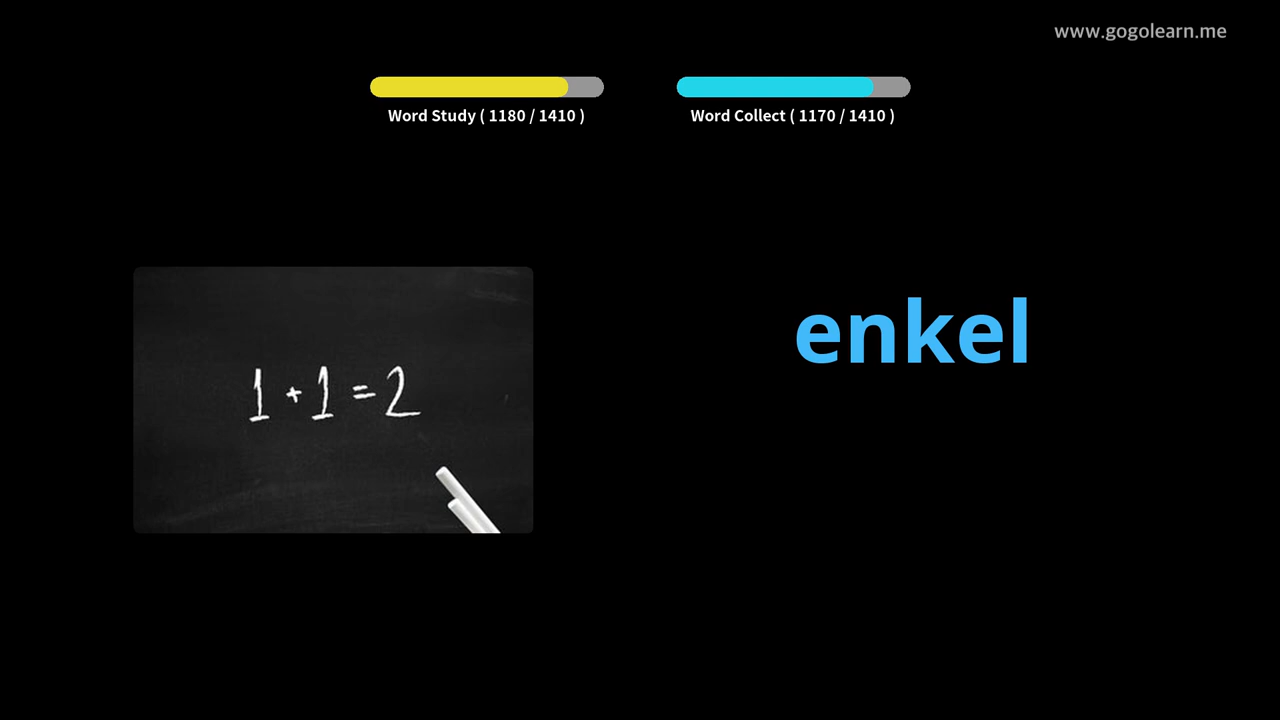 www.gogolearn.me
Word Study ( 1180 / 1410 )
Word Collect ( 1170 / 1410 )
enkel
1 + 1 = 2